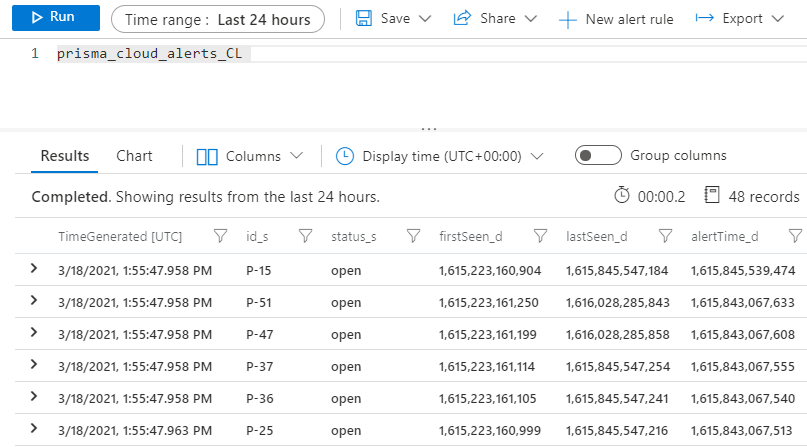 Run Time range : Last 24 hours Save Share New alert rule Export
1 prisma_cloud_alerts_CL
...
Results Chart Columns Display time (UTC+00:00) Group columns
Completed. Showing results from the last 24 hours. 00:00.2 48 records
TimeGenerated [UTC] id_s status_s firstSeen_d lastSeen_d alertTime_d
3/18/2021, 1:55:47.958 PM P-15 open 1,615,223,160,904 1,615,845,547,184 1,615,845,539,474
3/18/2021, 1:55:47.958 PM P-51 open 1,615,223,161,250 1,616,028,285,843 1,615,843,067,633
3/18/2021, 1:55:47.958 PM P-47 open 1,615,223,161,199 1,616,028,285,858 1,615,843,067,608
3/18/2021, 1:55:47.958 PM P-37 open 1,615,223,161,114 1,615,845,547,254 1,615,843,067,555
3/18/2021, 1:55:47.958 PM P-36 open 1,615,223,161,105 1,615,845,547,241 1,615,843,067,540
3/18/2021, 1:55:47.963 PM P-25 open 1,615,223,160,999 1,615,845,547,216 1,615,843,067,513